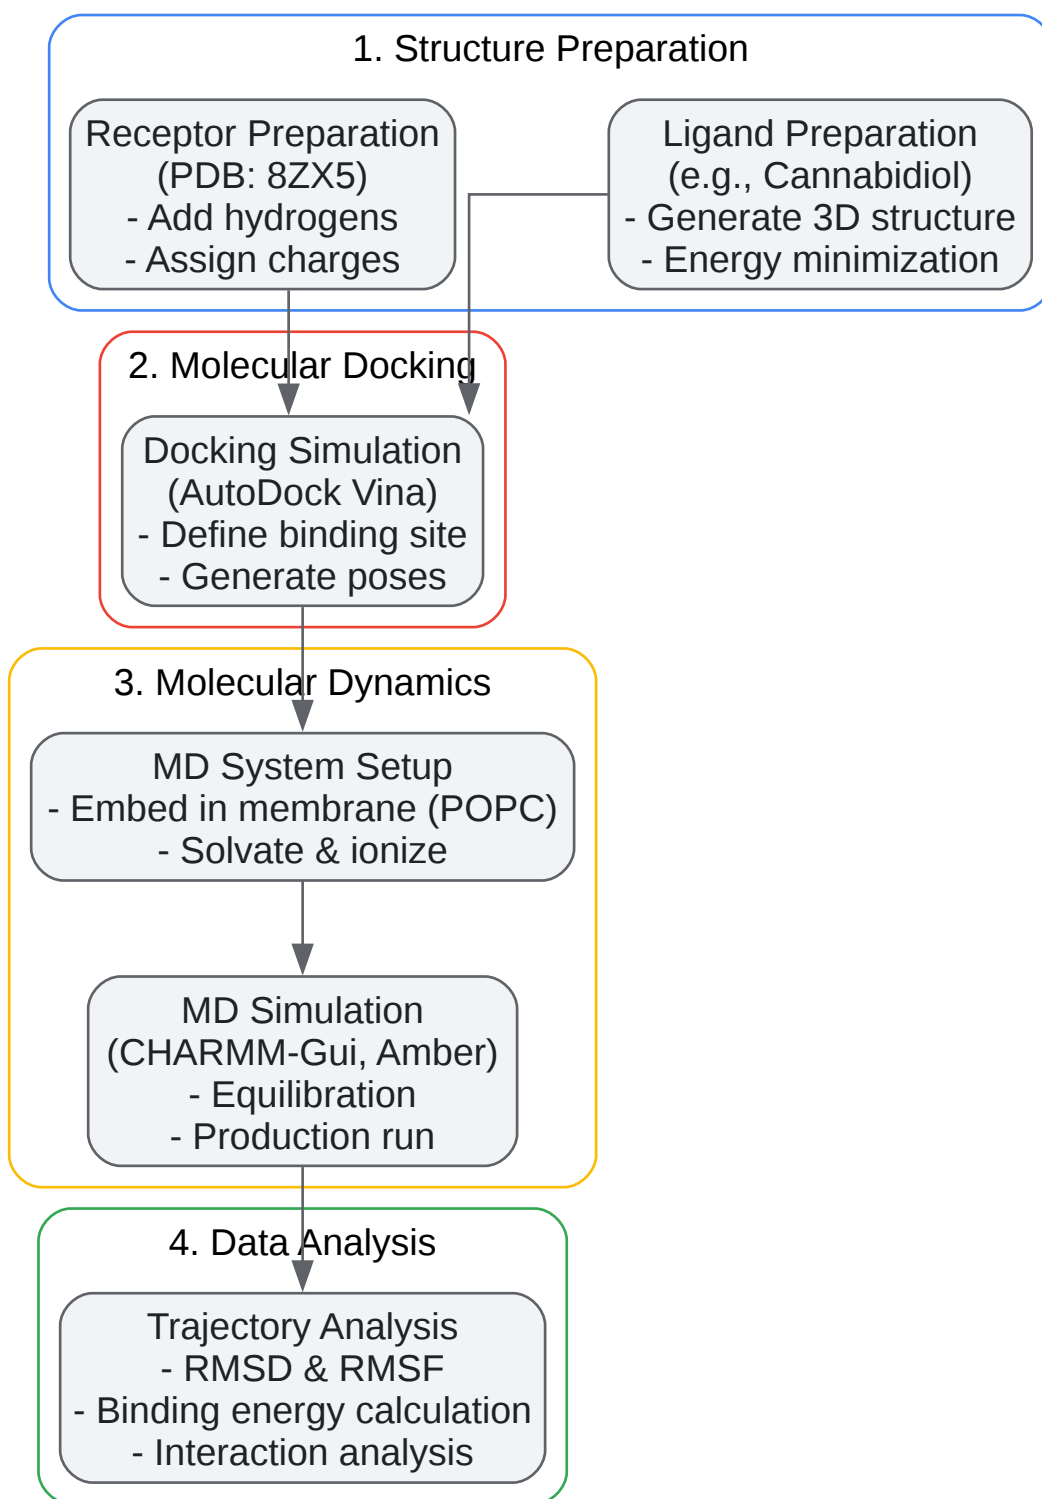 1. Structure Preparation
Receptor Preparation
(PDB: 8ZX5)
- Add hydrogens
- Assign charges
Ligand Preparation
(e.g., Cannabidiol)
- Generate 3D structure
- Energy minimization
2. Molecular Docking
Docking Simulation
(AutoDock Vina)
- Define binding site
- Generate poses
3. Molecular Dynamics
MD System Setup
- Embed in membrane (POPC)
- Solvate & ionize
MD Simulation
(CHARMM-Gui, Amber)
- Equilibration
- Production run
4. Data Analysis
Trajectory Analysis
- RMSD & RMSF
- Binding energy calculation
- Interaction analysis